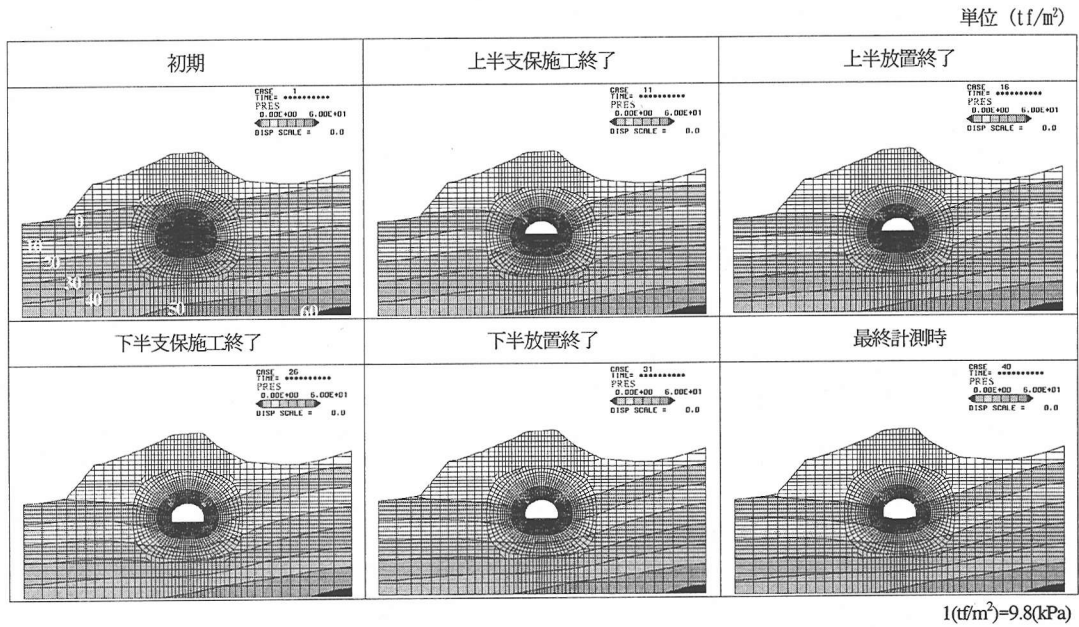 単位 (tf/m²)
初期
上半支保施工終了
上半放置終了
CASE 1
TIME= **********
PRES
0.00E+00 6.00E+01
DISP SCALE = 0.0
0
10
20
30
40
50
60
CASE 11
TIME= **********
PRES
0.00E+00 6.00E+01
DISP SCALE = 0.0
CASE 16
TIME= **********
PRES
0.00E+00 6.00E+01
DISP SCALE = 0.0
下半支保施工終了
下半放置終了
最終計測時
CASE 26
TIME= **********
PRES
0.00E+00 6.00E+01
DISP SCALE = 0.0
CASE 31
TIME= **********
PRES
0.00E+00 6.00E+01
DISP SCALE = 0.0
CASE 40
TIME= **********
PRES
0.00E+00 6.00E+01
DISP SCALE = 0.0
1(tf/m²)=9.8(kPa)